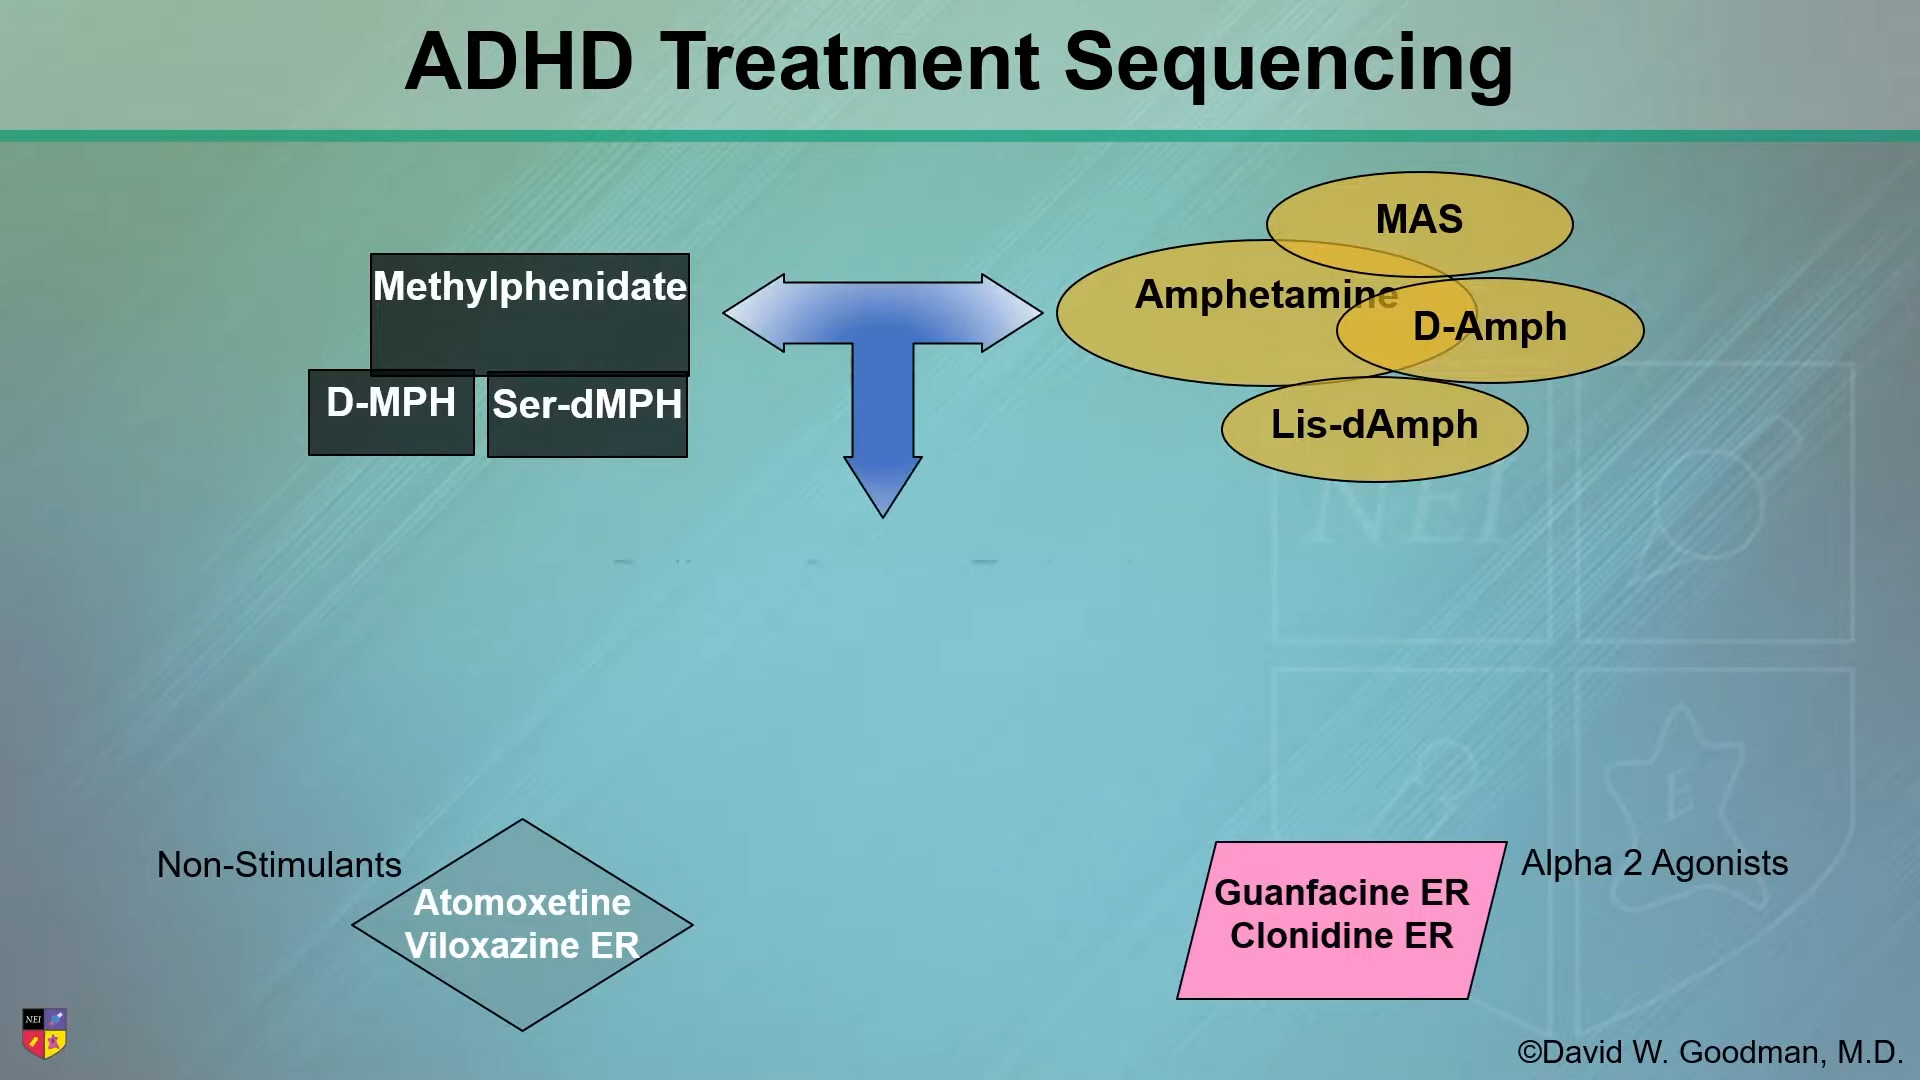 ADHD Treatment Sequencing
MAS
Methylphenidate
Amphetamine
D-Amph
D-MPH
Ser-dMPH
Lis-dAmph
NEI
E
Non-Stimulants
Atomoxetine
Viloxazine ER
Guanfacine ER
Clonidine ER
Alpha 2 Agonists
NEI
©David W. Goodman, M.D.